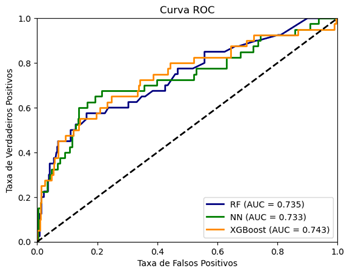 Curva ROC
Taxa de Verdadeiros Positivos
1.0
0.8
0.6
0.4
0.2
0.0
RF (AUC = 0.735)
NN (AUC = 0.733)
XGBoost (AUC = 0.743)
0.0 0.2 0.4 0.6 0.8 1.0
Taxa de Falsos Positivos